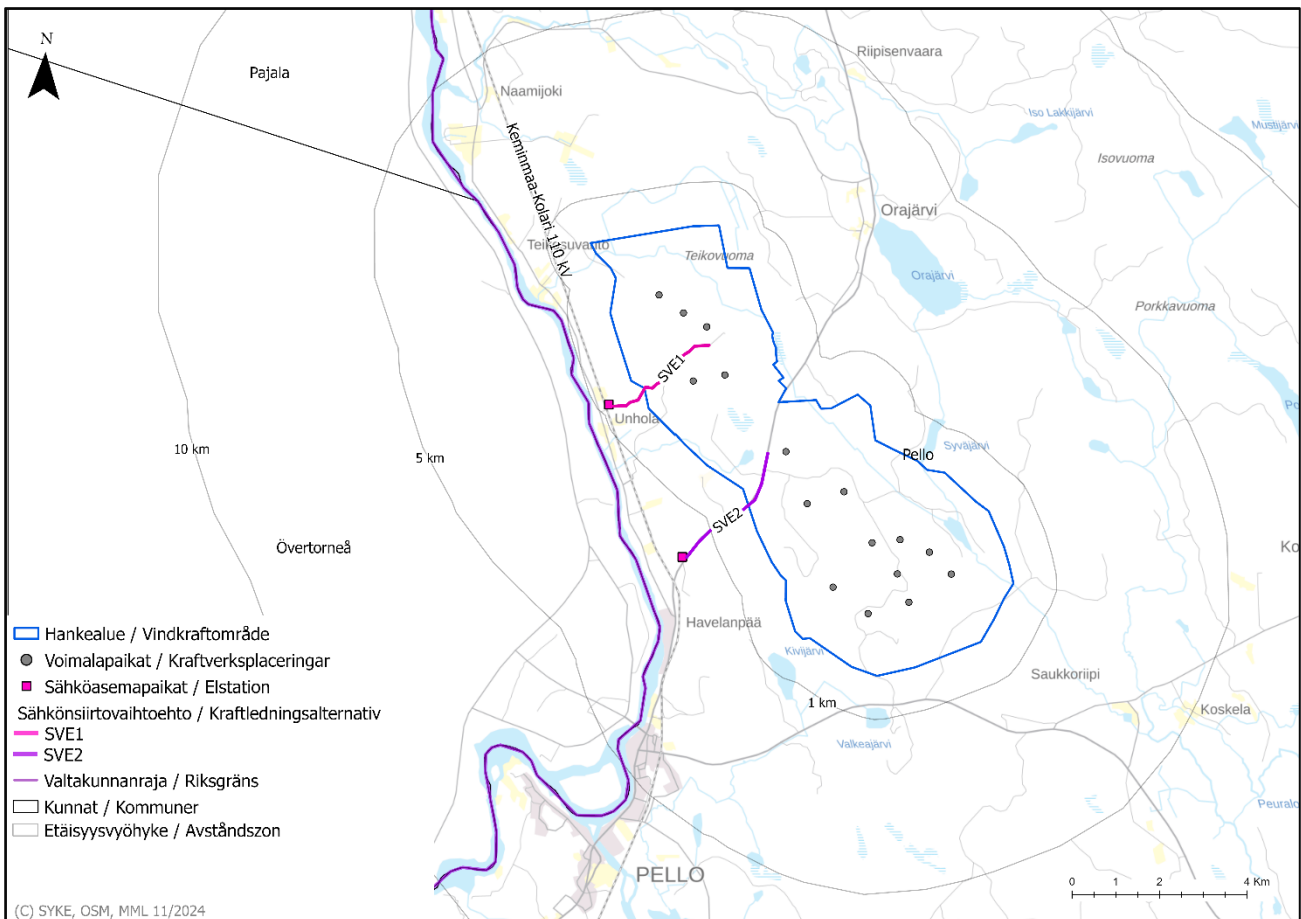 N
Pajala
Naamijoki
Riipisenvaara
Iso Lakkijärvi
Mustijärvi
Isovuoma
Keminmaa-Kolari 110 kV
Orajärvi
Teikosuvanto
Teikovuoma
Orajärvi
Porkkavuoma
SVE1
Unhola
Po
10 km
5 km
Pello
Syväjärvi
SVE2
Övertorneå
Ko
Havelanpää
Kivijärvi
Saukkoriipi
1 km
Koskela
Valkeajärvi
Peuralo
PELLO
Hankealue / Vindkraftområde
Voimalapaikat / Kraftverksplaceringar
Sähköasemapaikat / Elstation
Sähkönsiirtovaihtoehto / Kraftledningsalternativ
SVE1
SVE2
Valtakunnanraja / Riksgräns
Kunnat / Kommuner
Etäisyysvyöhyke / Avståndszon
0 1 2 4 Km
(C) SYKE, OSM, MML 11/2024